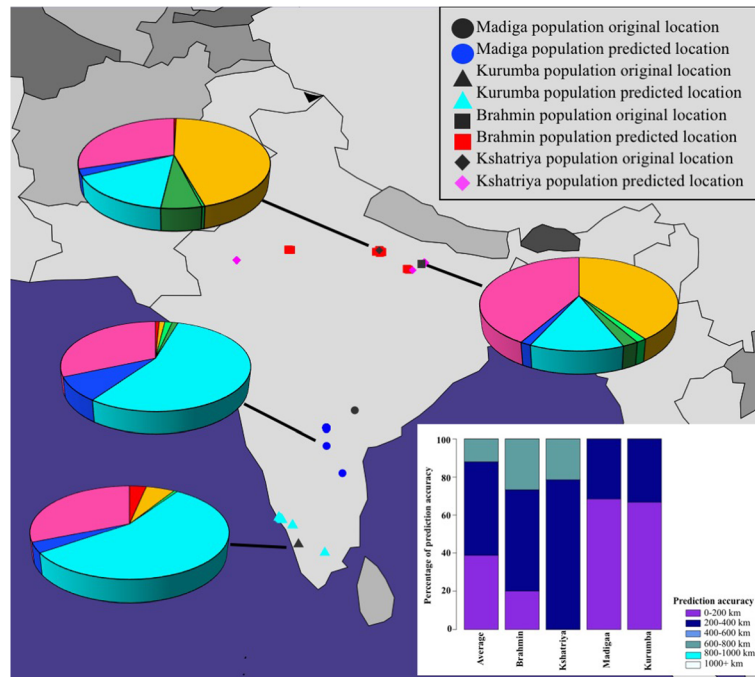 Madiga population original location
Madiga population predicted location
Kurumba population original location
Kurumba population predicted location
Brahmin population original location
Brahmin population predicted location
Kshatriya population original location
Kshatriya population predicted location
Percentage of prediction accuracy
100
80
60
40
20
0
Average
Brahmin
Kshatriya
Madigaa
Kurumba
Prediction accuracy
0-200 km
200-400 km
400-600 km
600-800 km
800-1000 km
1000+ km